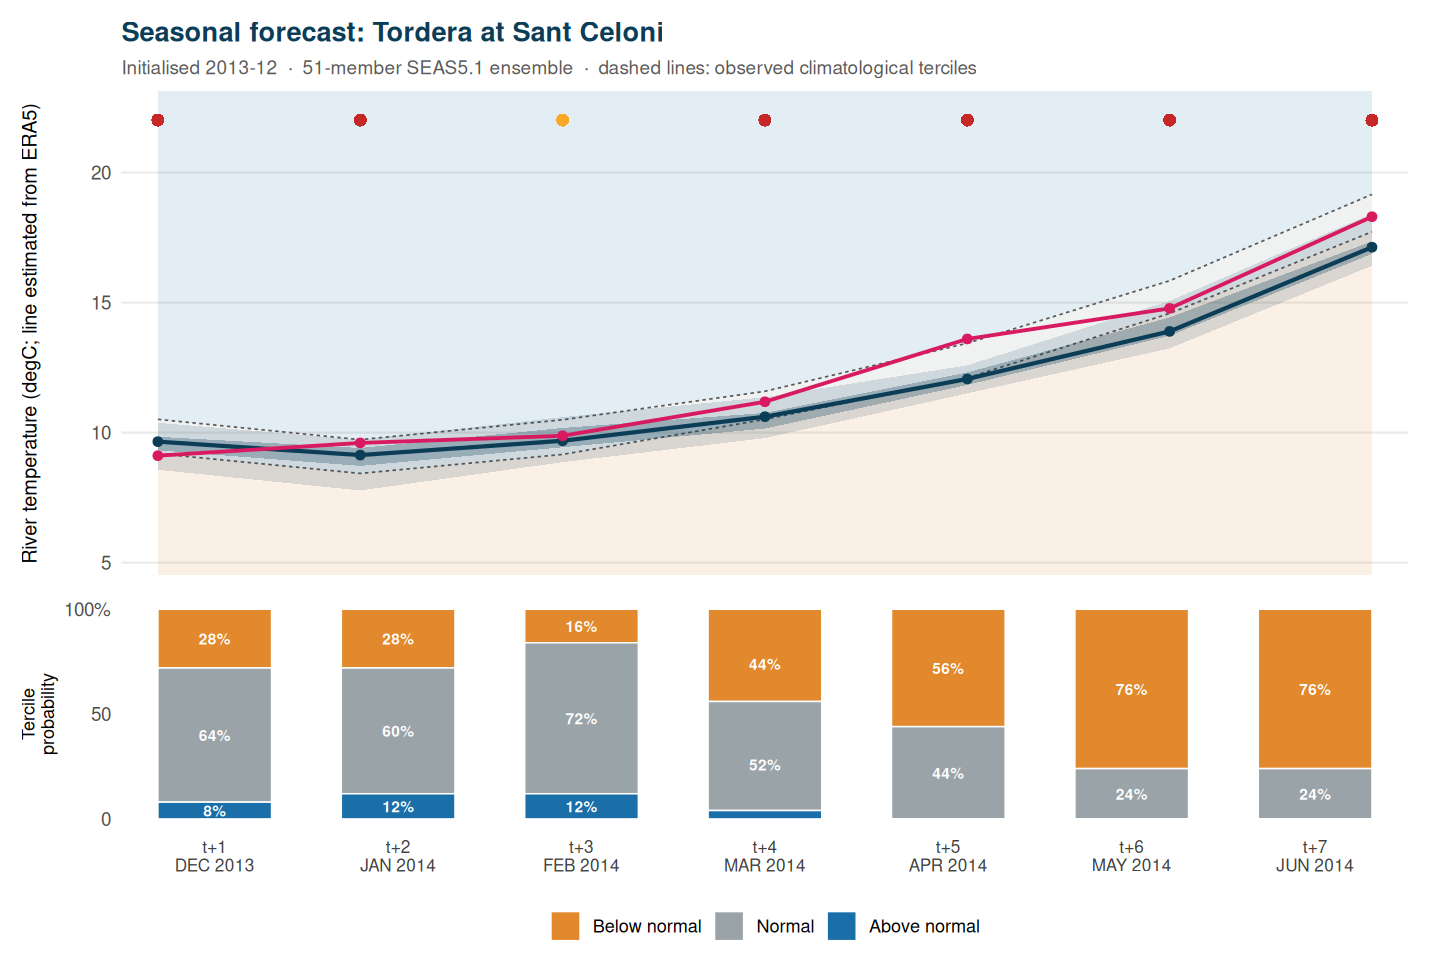 Seasonal forecast: Tordera at Sant Celoni
Initialised 2013-12 · 51-member SEAS5.1 ensemble · dashed lines: observed climatological terciles
River temperature (degC; line estimated from ERA5)
20
15
10
5
100%
50
0
Tercile
probability
28%
64%
8%
28%
60%
12%
16%
72%
12%
44%
52%
56%
44%
76%
24%
76%
24%
t+1
DEC 2013
t+2
JAN 2014
t+3
FEB 2014
t+4
MAR 2014
t+5
APR 2014
t+6
MAY 2014
t+7
JUN 2014
Below normal
Normal
Above normal